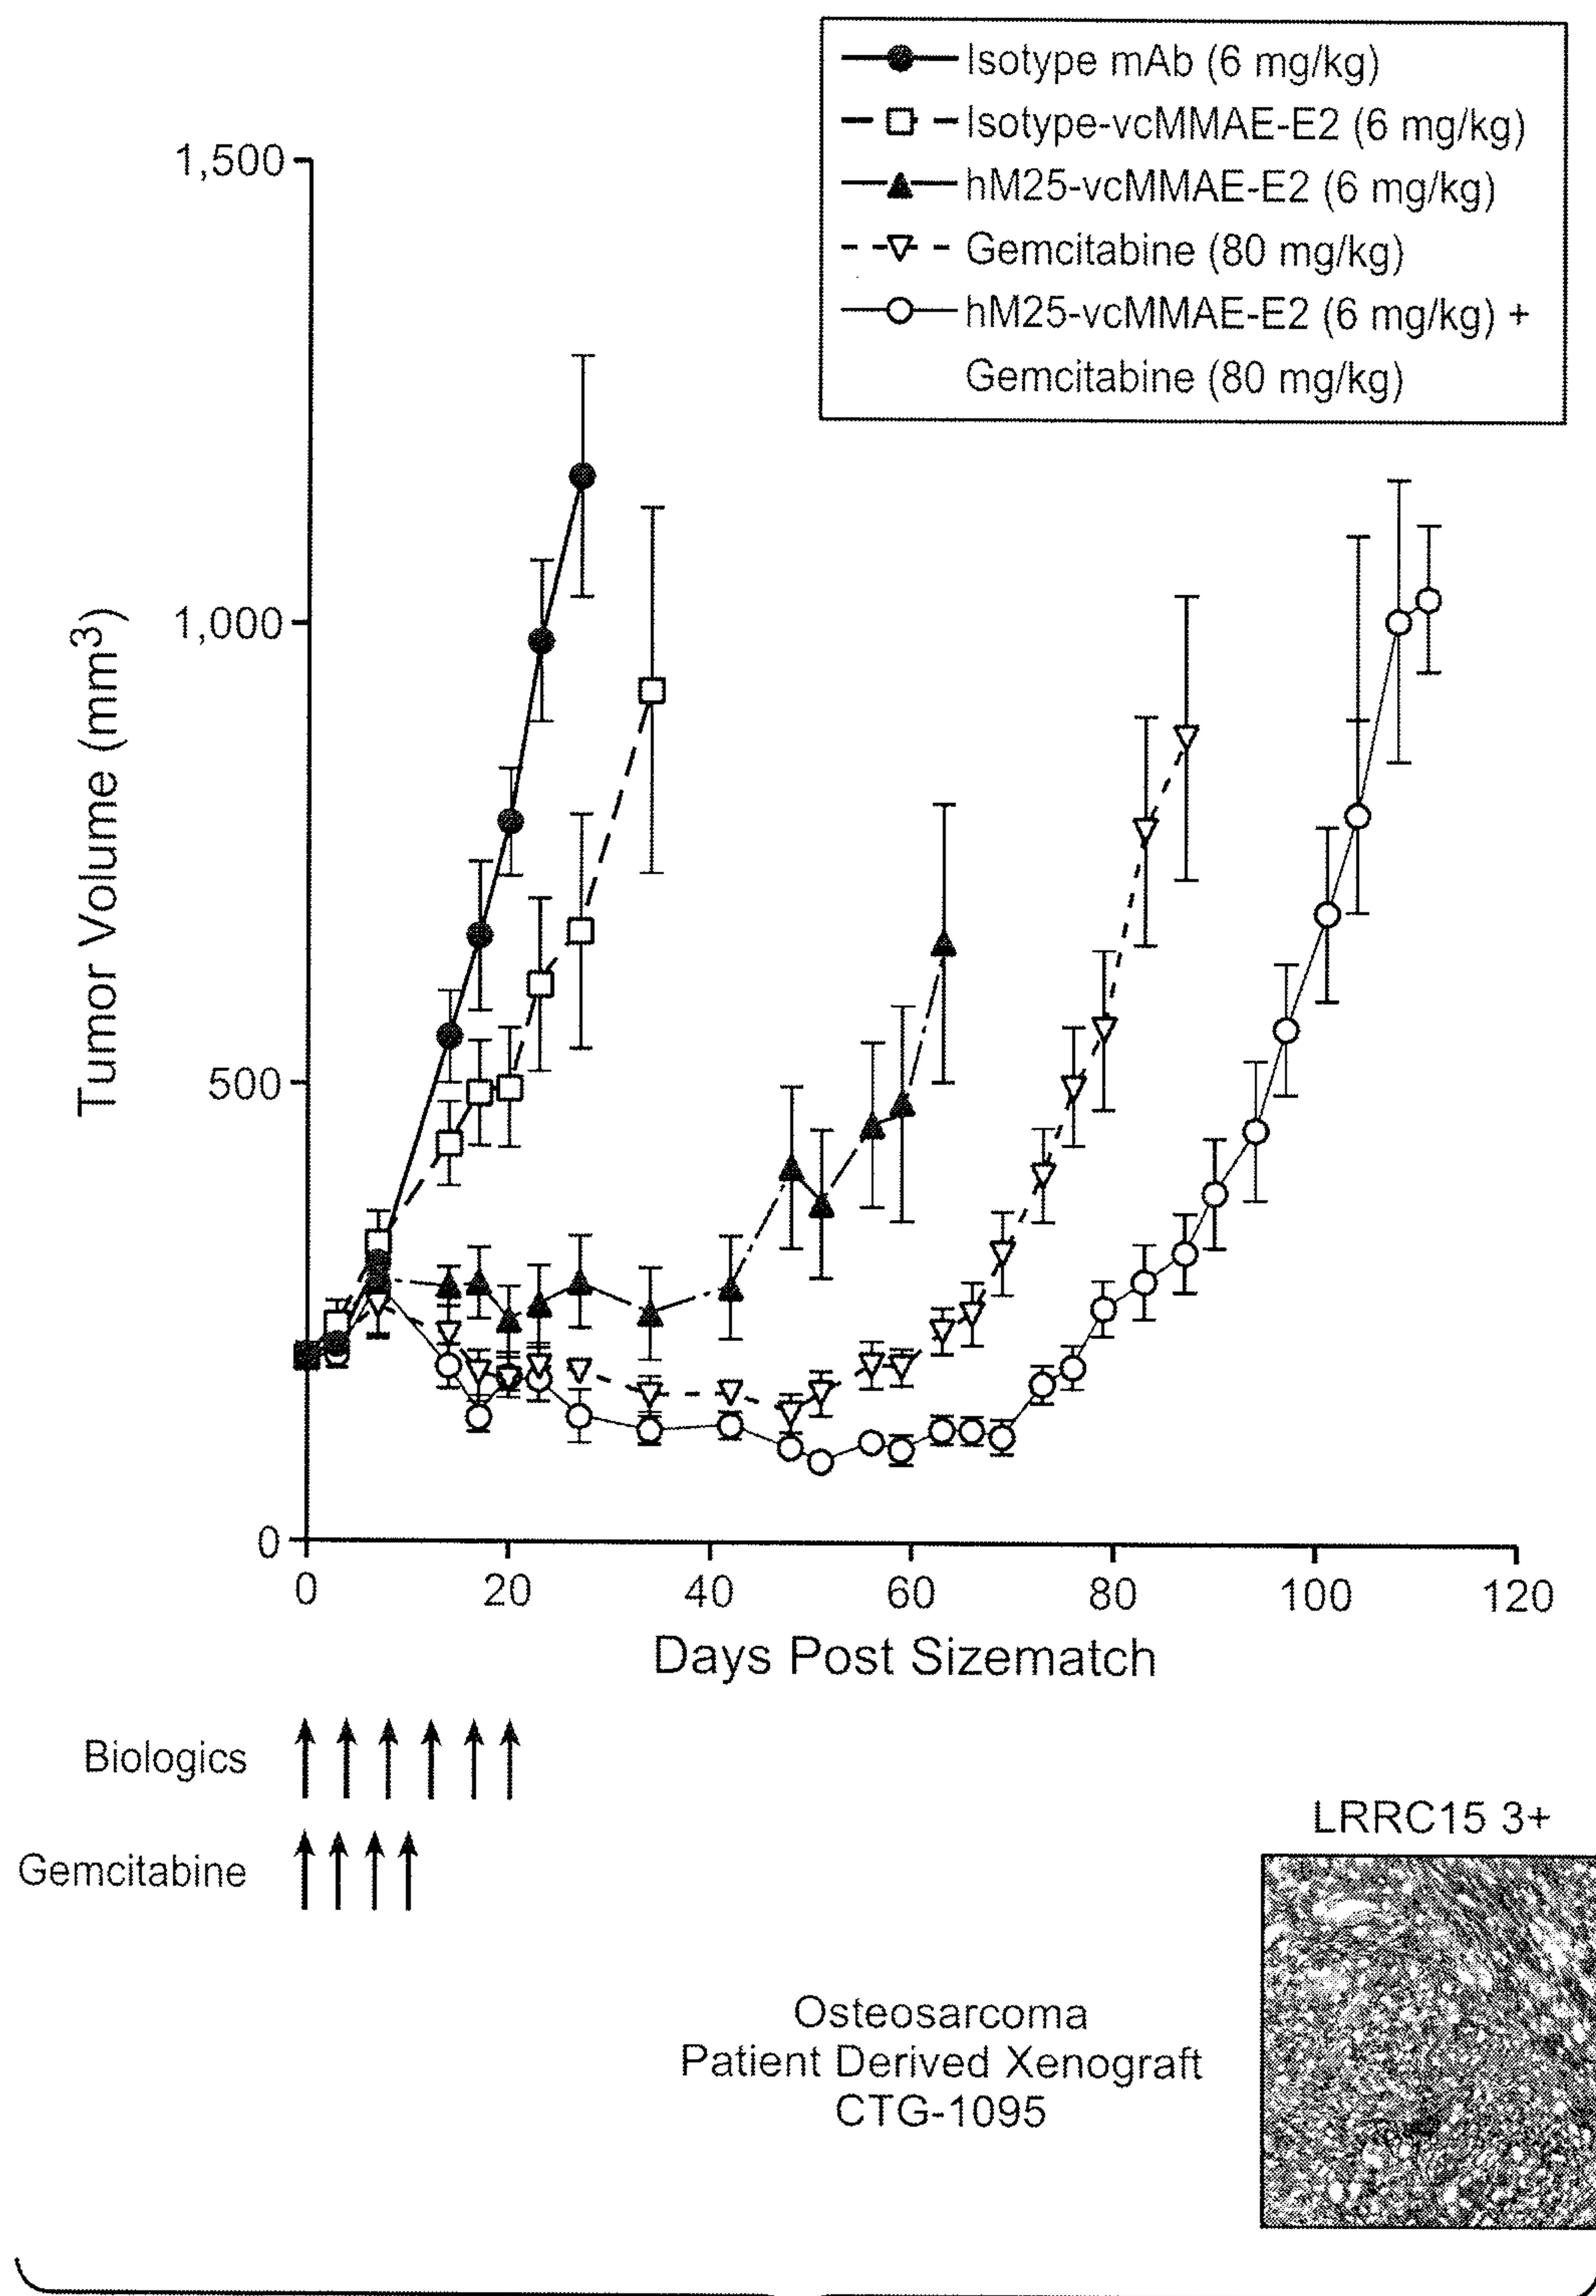 Isotype mAb (6 mg/kg)
Isotype-vcMMAE-E2 (6 mg/kg)
hM25-vcMMAE-E2 (6 mg/kg)
Gemcitabine (80 mg/kg)
hM25-vcMMAE-E2 (6 mg/kg) +
Gemcitabine (80 mg/kg)
1,500
1,000
500
0
Tumor Volume (mm³)
0 20 40 60 80 100 120
Days Post Sizematch
Biologics
Gemcitabine
LRRC15 3+
Osteosarcoma
Patient Derived Xenograft
CTG-1095